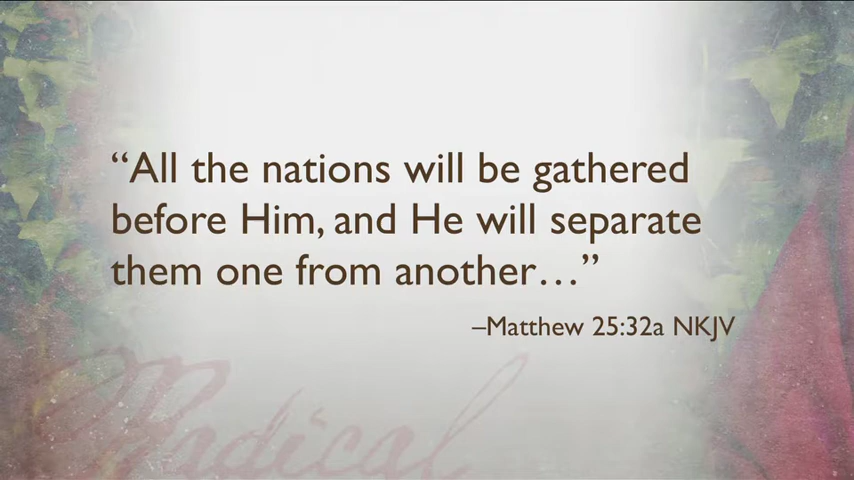 “All the nations will be gathered
before Him, and He will separate
them one from another…”
–Matthew 25:32a NKJV
Radical